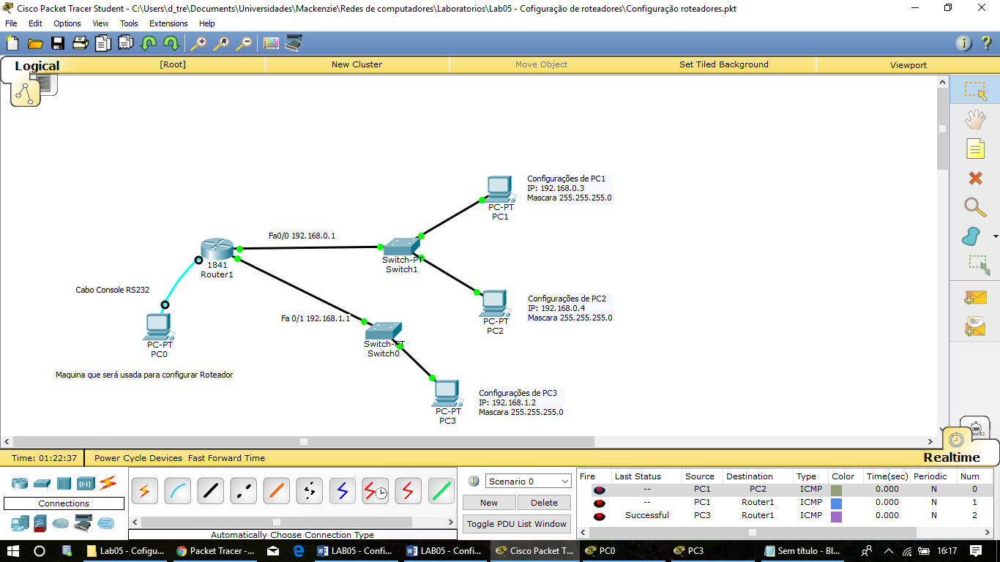 Cisco Packet Tracer Student - C:\Users\d_tre\Documents\Universidades\Mackenzie\Redes de computadores\Laboratorios\Lab05 - Cofiguração de roteadores\Configuração roteadores.pkt
File Edit Options View Tools Extensions Help
Logical [Root] New Cluster Move Object Set Tiled Background Viewport
Configurações de PC1
IP: 192.168.0.3
Mascara 255.255.255.0
PC-PT
PC1
Fa0/0 192.168.0.1
1841
Router1
Switch-PT
Switch1
Cabo Console RS232
Configurações de PC2
IP: 192.168.0.4
Mascara 255.255.255.0
PC-PT
PC2
Fa 0/1 192.168.1.1
PC-PT
PC0
Switch-PT
Switch0
Maquina que será usada para configurar Roteador
Configurações de PC3
IP: 192.168.1.2
Mascara 255.255.255.0
PC-PT
PC3
Time: 01:22:37 Power Cycle Devices Fast Forward Time Realtime
Connections
Automatically Choose Connection Type
Scenario 0
New Delete
Toggle PDU List Window
Fire Last Status Source Destination Type Color Time(sec) Periodic Num
-- PC1 PC2 ICMP 0.000 N 0
-- PC1 Router1 ICMP 0.000 N 1
Successful PC3 Router1 ICMP 0.000 N 2
Lab05 - Cofigu... Packet Tracer -... LAB05 - Confi... LAB05 - Confi... Cisco Packet T... PC0 PC3 Sem título - Bl... 16:17